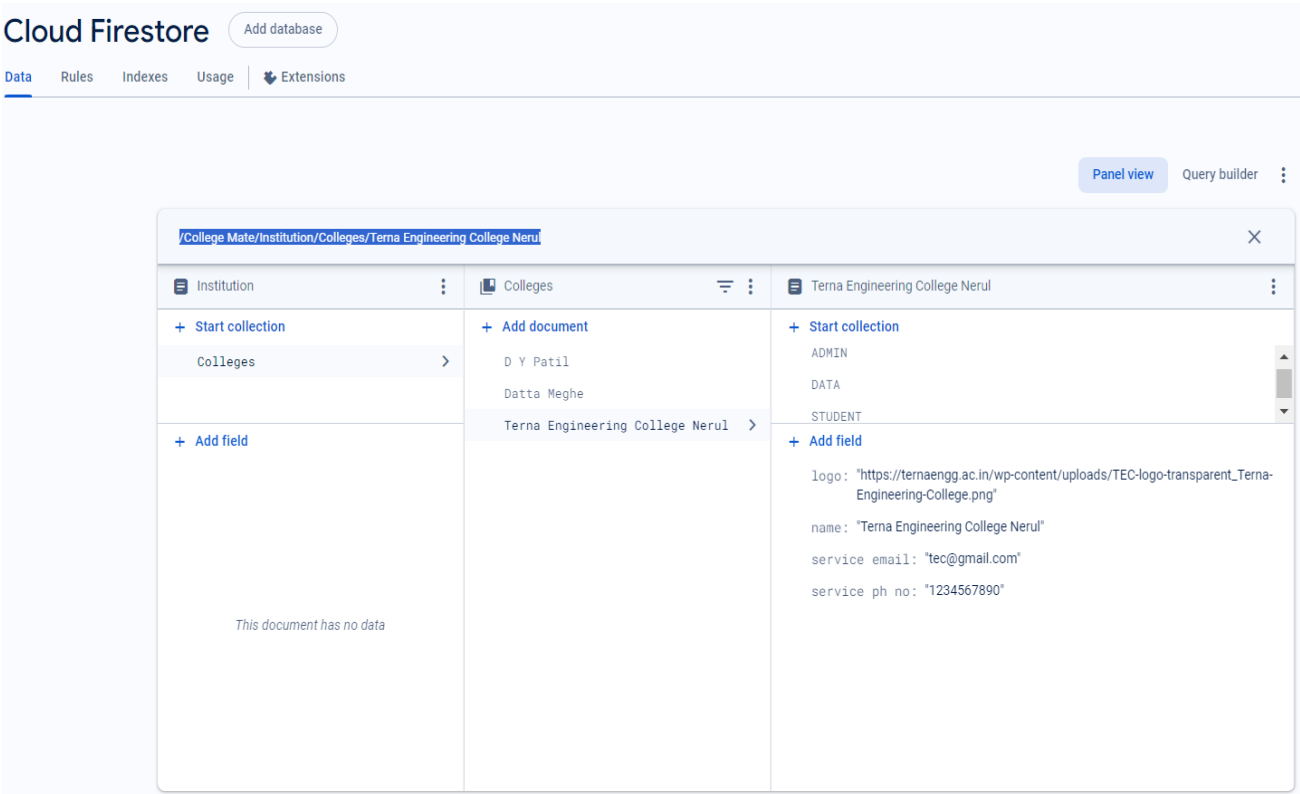 Cloud Firestore Add database
Data Rules Indexes Usage Extensions
Panel view Query builder
/College Mate/Institution/Colleges/Terna Engineering College Nerul
Institution
Start collection
Colleges
Add field
This document has no data
Colleges
Add document
D Y Patil
Datta Meghe
Terna Engineering College Nerul
Terna Engineering College Nerul
Start collection
ADMIN
DATA
STUDENT
Add field
logo: "https://ternaengg.ac.in/wp-content/uploads/TEC-logo-transparent_Terna-
Engineering-College.png"
name: "Terna Engineering College Nerul"
service email: "tec@gmail.com"
service ph no: "1234567890"